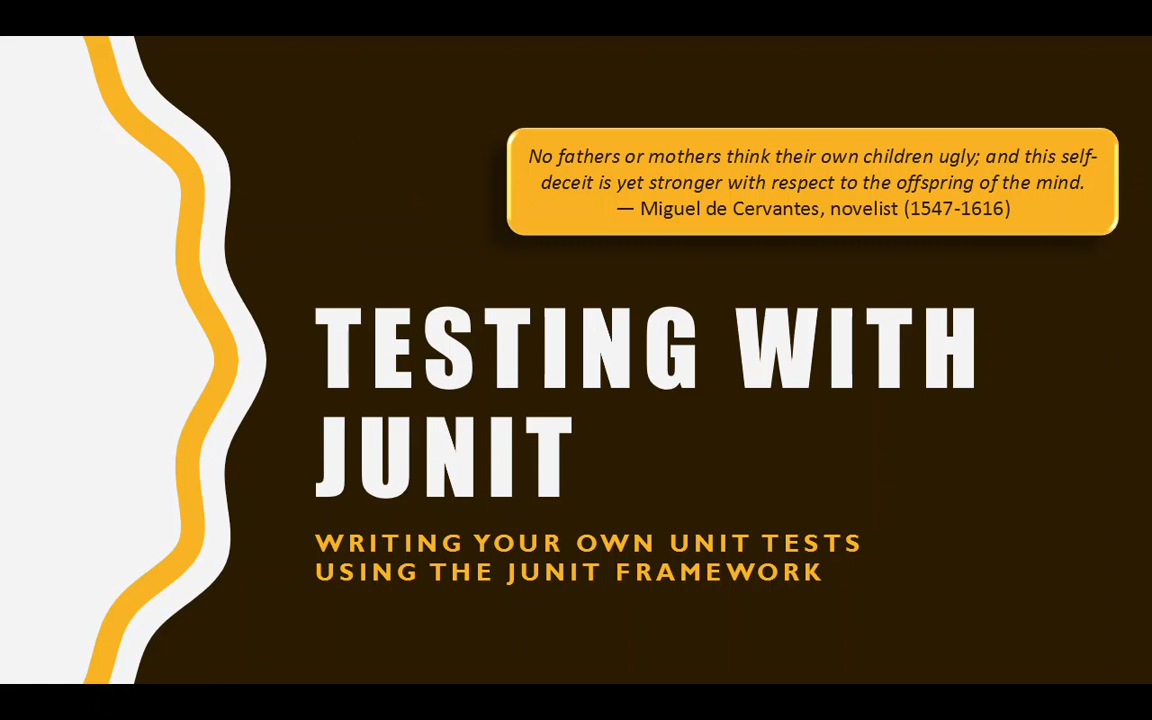 No fathers or mothers think their own children ugly; and this self-
deceit is yet stronger with respect to the offspring of the mind.
— Miguel de Cervantes, novelist (1547-1616)
TESTING WITH
JUNIT
WRITING YOUR OWN UNIT TESTS
USING THE JUNIT FRAMEWORK